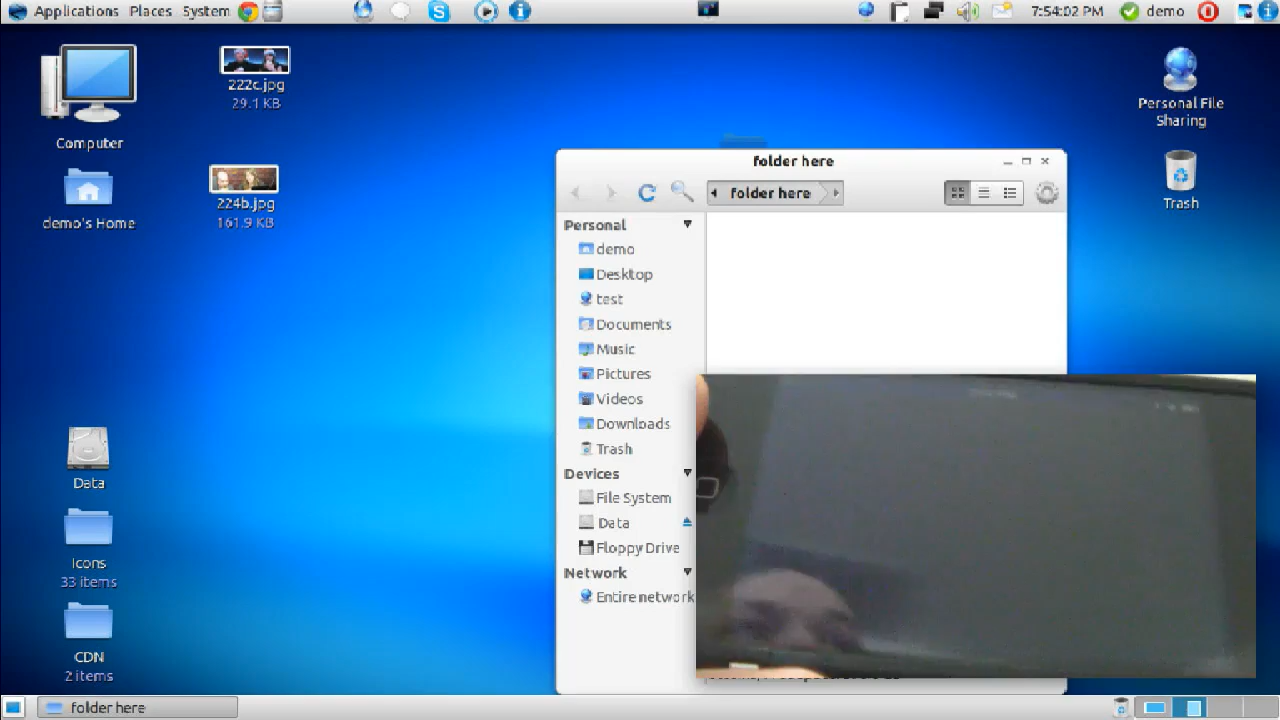 Applications Places System
7:54:02 PM demo
222c.jpg
29.1 KB
Computer
224b.jpg
161.9 KB
demo's Home
Personal File
Sharing
Trash
folder here
folder here
Personal
demo
Desktop
test
Documents
Music
Pictures
Videos
Downloads
Trash
Devices
File System
Data
Floppy Drive
Network
Entire network
Data
Icons
33 items
CDN
2 items
folder here